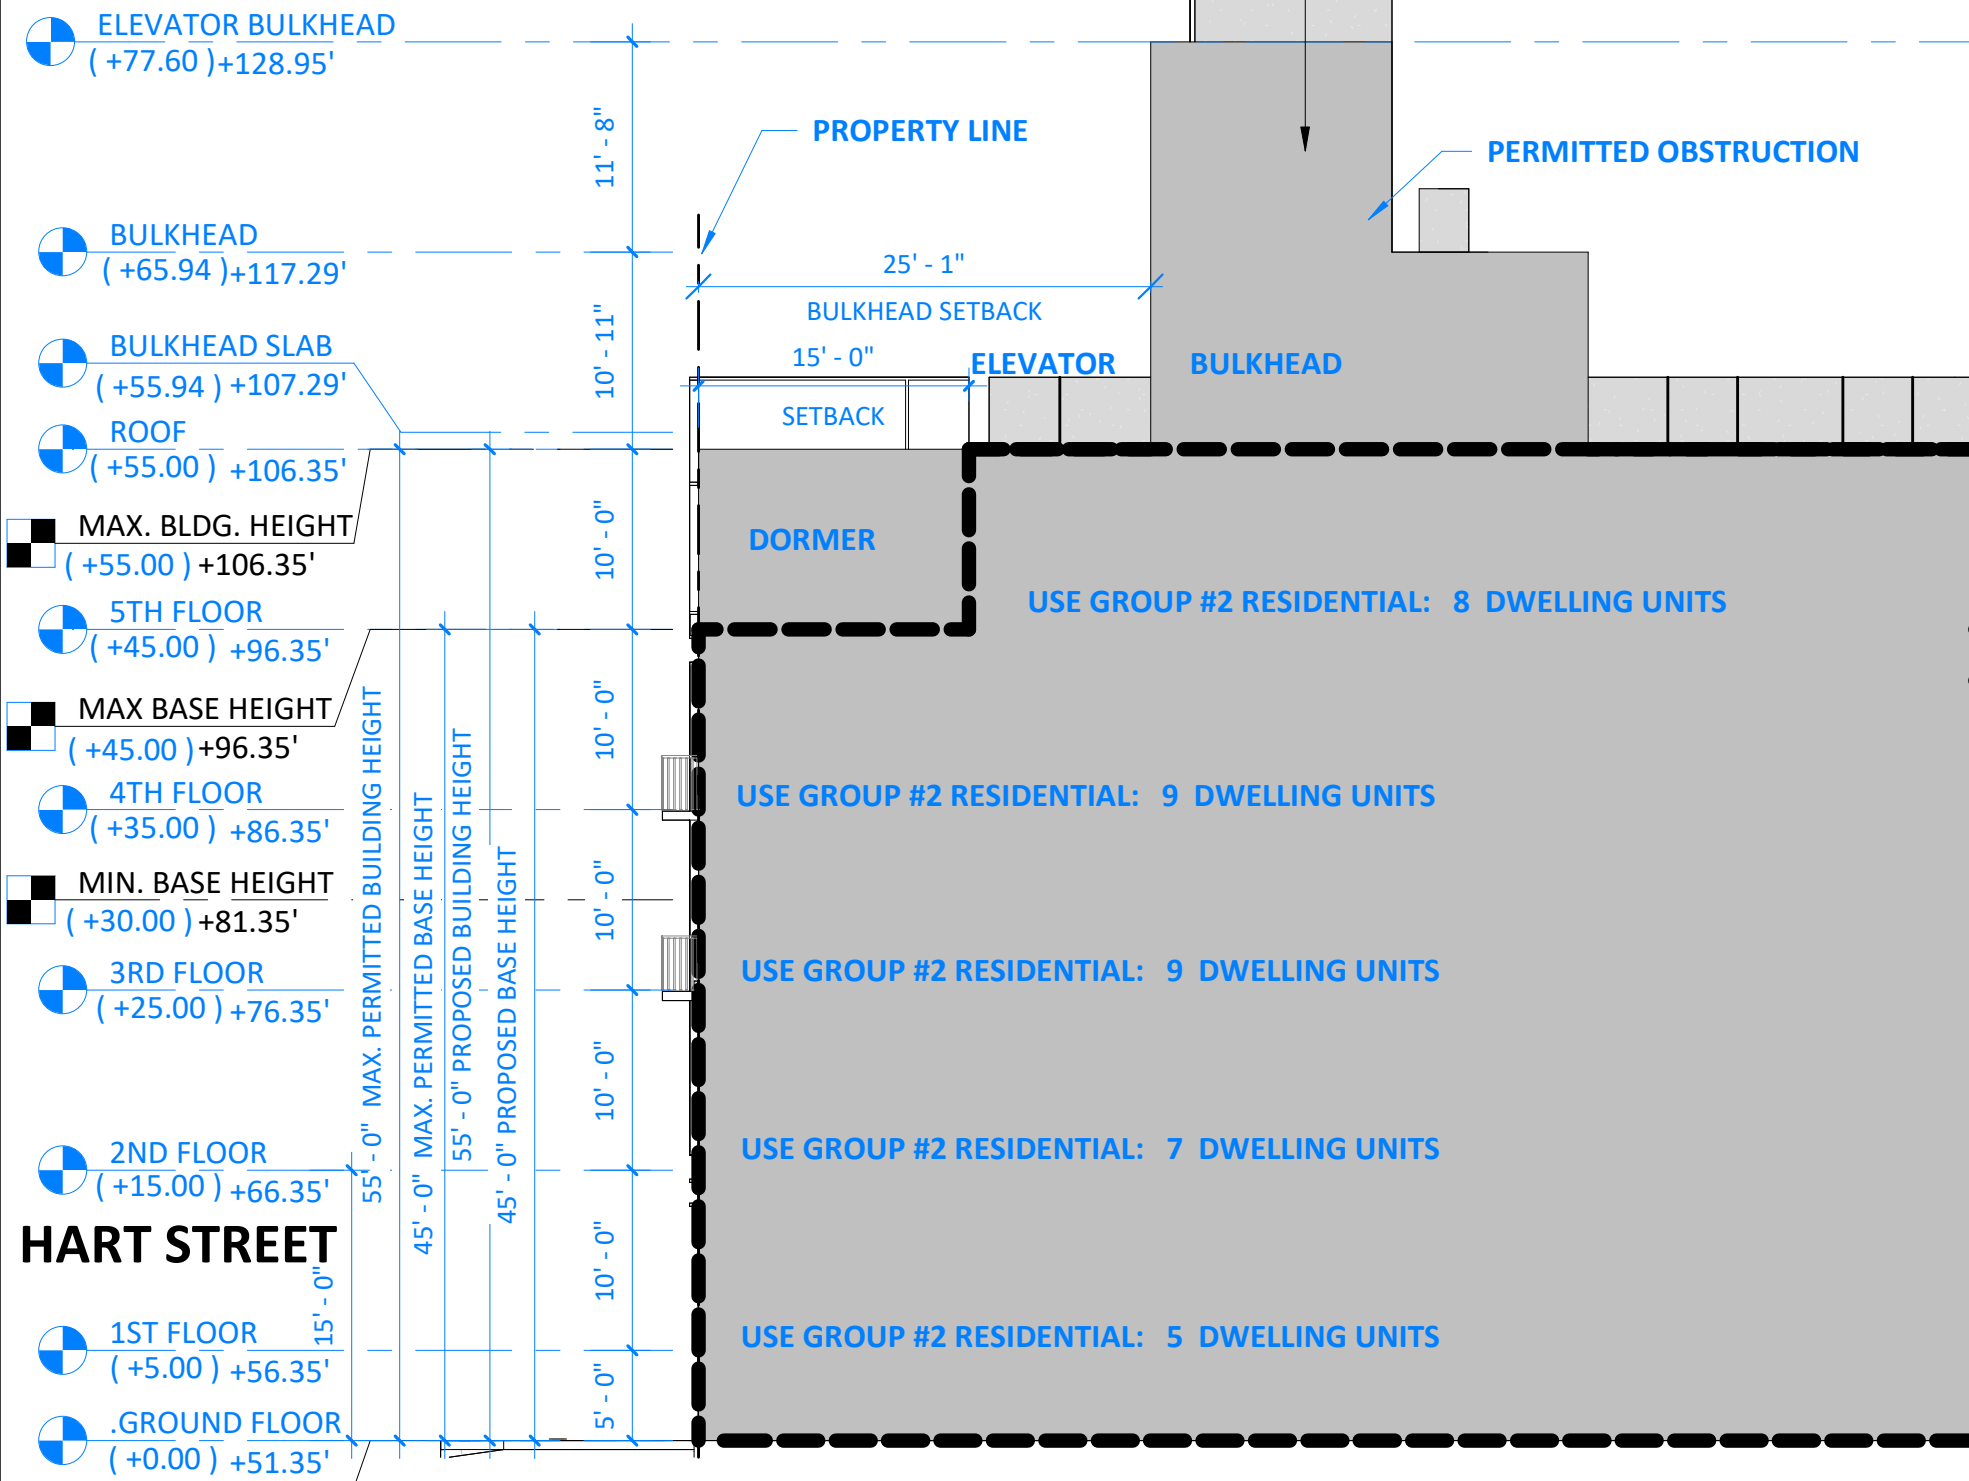 ELEVATOR BULKHEAD
( +77.60 )+128.95'
11' - 8"
PROPERTY LINE
PERMITTED OBSTRUCTION
BULKHEAD
( +65.94 )+117.29'
25' - 1"
BULKHEAD SETBACK
10' - 11"
BULKHEAD SLAB
( +55.94 ) +107.29'
15' - 0"
ELEVATOR BULKHEAD
SETBACK
ROOF
( +55.00 ) +106.35'
MAX. BLDG. HEIGHT
( +55.00 ) +106.35'
10' - 0"
DORMER
5TH FLOOR
( +45.00 ) +96.35'
USE GROUP #2 RESIDENTIAL: 8 DWELLING UNITS
MAX BASE HEIGHT
( +45.00 ) +96.35'
10' - 0"
4TH FLOOR
( +35.00 ) +86.35'
USE GROUP #2 RESIDENTIAL: 9 DWELLING UNITS
MIN. BASE HEIGHT
( +30.00 ) +81.35'
10' - 0"
55' - 0" MAX. PERMITTED BUILDING HEIGHT
45' - 0" MAX. PERMITTED BASE HEIGHT
55' - 0" PROPOSED BUILDING HEIGHT
45' - 0" PROPOSED BASE HEIGHT
3RD FLOOR
( +25.00 ) +76.35'
USE GROUP #2 RESIDENTIAL: 9 DWELLING UNITS
10' - 0"
2ND FLOOR
( +15.00 ) +66.35'
USE GROUP #2 RESIDENTIAL: 7 DWELLING UNITS
HART STREET
15' - 0"
10' - 0"
1ST FLOOR
( +5.00 ) +56.35'
USE GROUP #2 RESIDENTIAL: 5 DWELLING UNITS
5' - 0"
.GROUND FLOOR
( +0.00 ) +51.35'